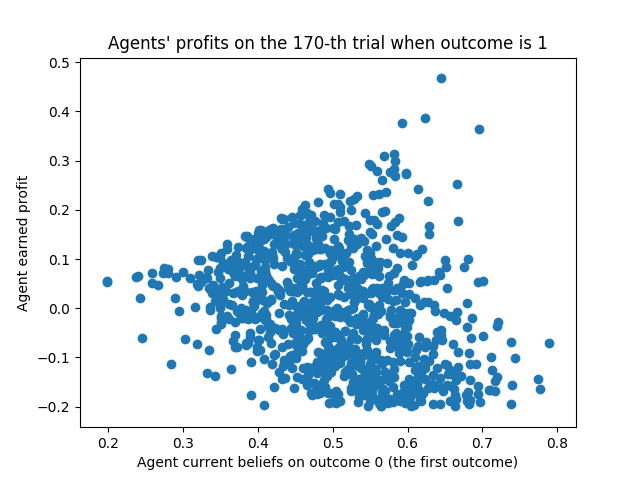 Agents' profits on the 170-th trial when outcome is 1
Agent earned profit
0.5
0.4
0.3
0.2
0.1
0.0
−0.1
−0.2
0.2 0.3 0.4 0.5 0.6 0.7 0.8
Agent current beliefs on outcome 0 (the first outcome)